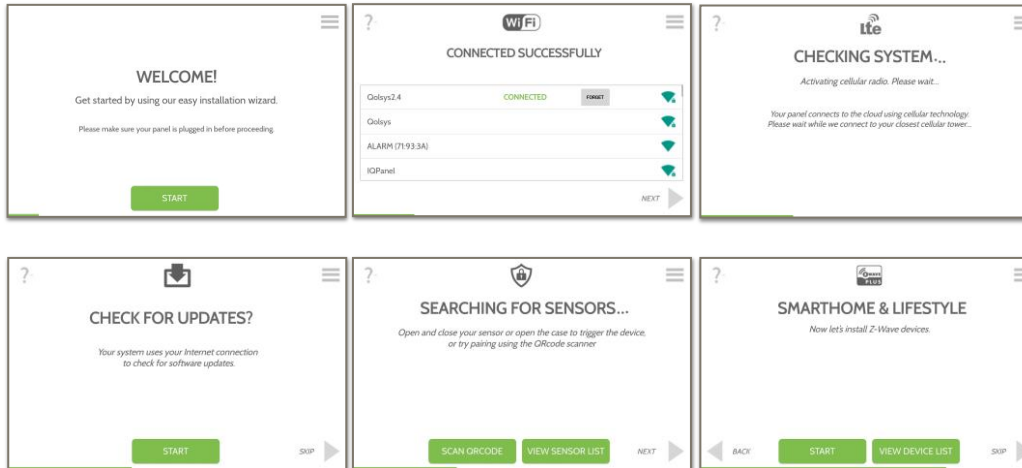 WELCOME!
Get started by using our easy installation wizard.
Please make sure your panel is plugged in before proceeding.
START
?
WiFi
CONNECTED SUCCESSFULLY
Qolsys2.4 CONNECTED FORGET
Qolsys
ALARM (71:93:3A)
IQPanel
NEXT
?
lte
CHECKING SYSTEM...
Activating cellular radio. Please wait...
Your panel connects to the cloud using cellular technology.
Please wait while we connect to your closest cellular tower...
?
CHECK FOR UPDATES?
Your system uses your Internet connection
to check for software updates.
START
SKIP
?
SEARCHING FOR SENSORS...
Open and close your sensor or open the case to trigger the device,
or try pairing using the QRcode scanner
SCAN QRCODE
VIEW SENSOR LIST
NEXT
?
Z-WAVE
PLUS
SMARTHOME & LIFESTYLE
Now let's install Z-Wave devices.
BACK
START
VIEW DEVICE LIST
SKIP